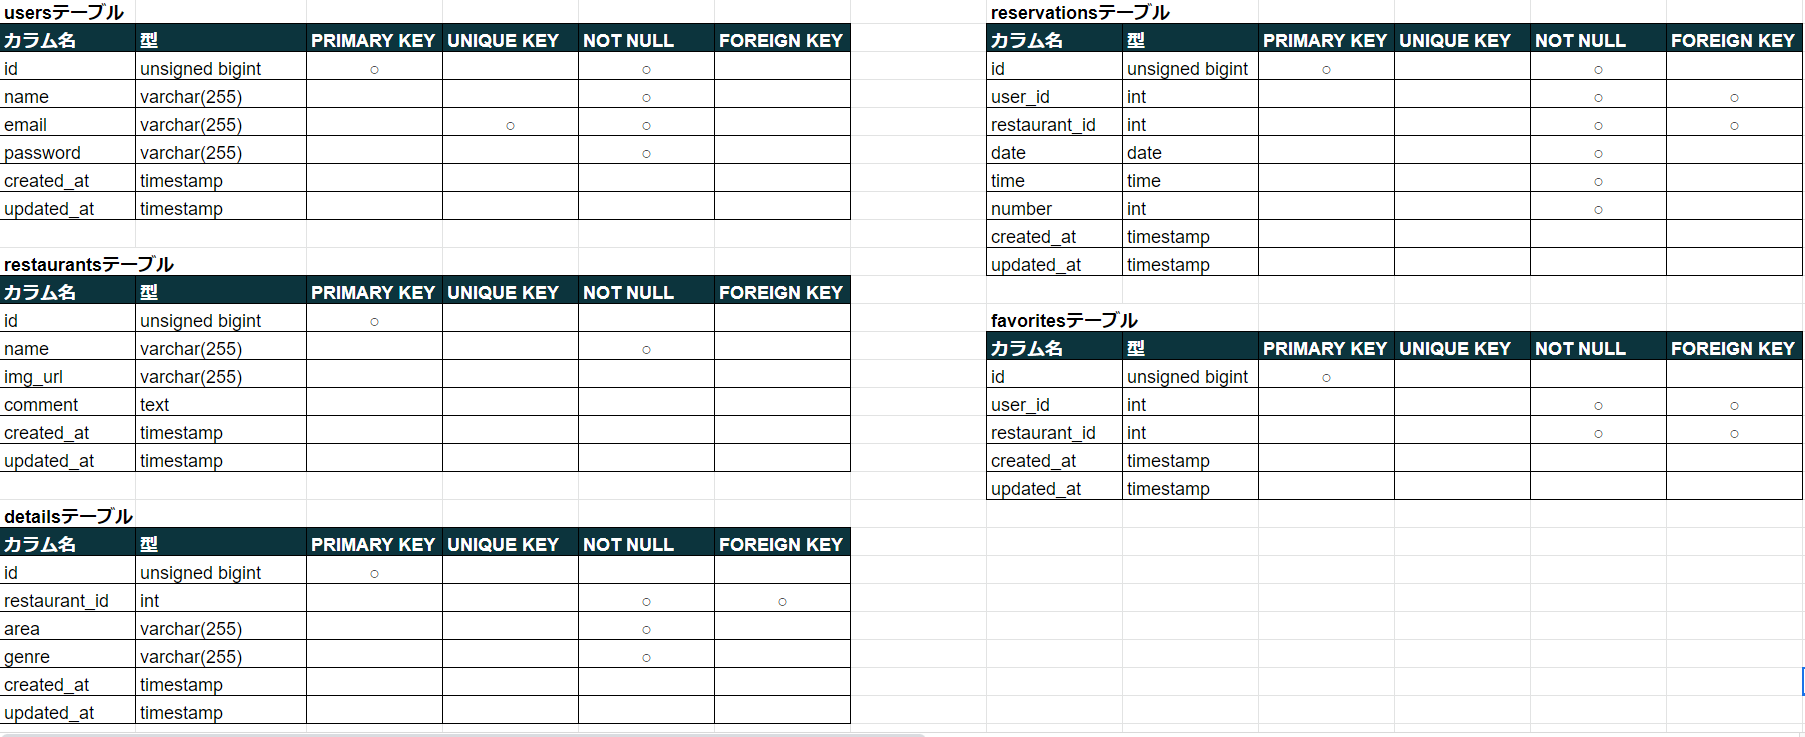 usersテーブル
カラム名 型 PRIMARY KEY UNIQUE KEY NOT NULL FOREIGN KEY
id unsigned bigint ○ ○
name varchar(255) ○
email varchar(255) ○ ○
password varchar(255) ○
created_at timestamp
updated_at timestamp
restaurantsテーブル
カラム名 型 PRIMARY KEY UNIQUE KEY NOT NULL FOREIGN KEY
id unsigned bigint ○
name varchar(255) ○
img_url varchar(255)
comment text
created_at timestamp
updated_at timestamp
detailsテーブル
カラム名 型 PRIMARY KEY UNIQUE KEY NOT NULL FOREIGN KEY
id unsigned bigint ○
restaurant_id int ○ ○
area varchar(255) ○
genre varchar(255) ○
created_at timestamp
updated_at timestamp
reservationsテーブル
カラム名 型 PRIMARY KEY UNIQUE KEY NOT NULL FOREIGN KEY
id unsigned bigint ○ ○
user_id int ○ ○
restaurant_id int ○ ○
date date ○
time time ○
number int ○
created_at timestamp
updated_at timestamp
favoritesテーブル
カラム名 型 PRIMARY KEY UNIQUE KEY NOT NULL FOREIGN KEY
id unsigned bigint ○
user_id int ○ ○
restaurant_id int ○ ○
created_at timestamp
updated_at timestamp